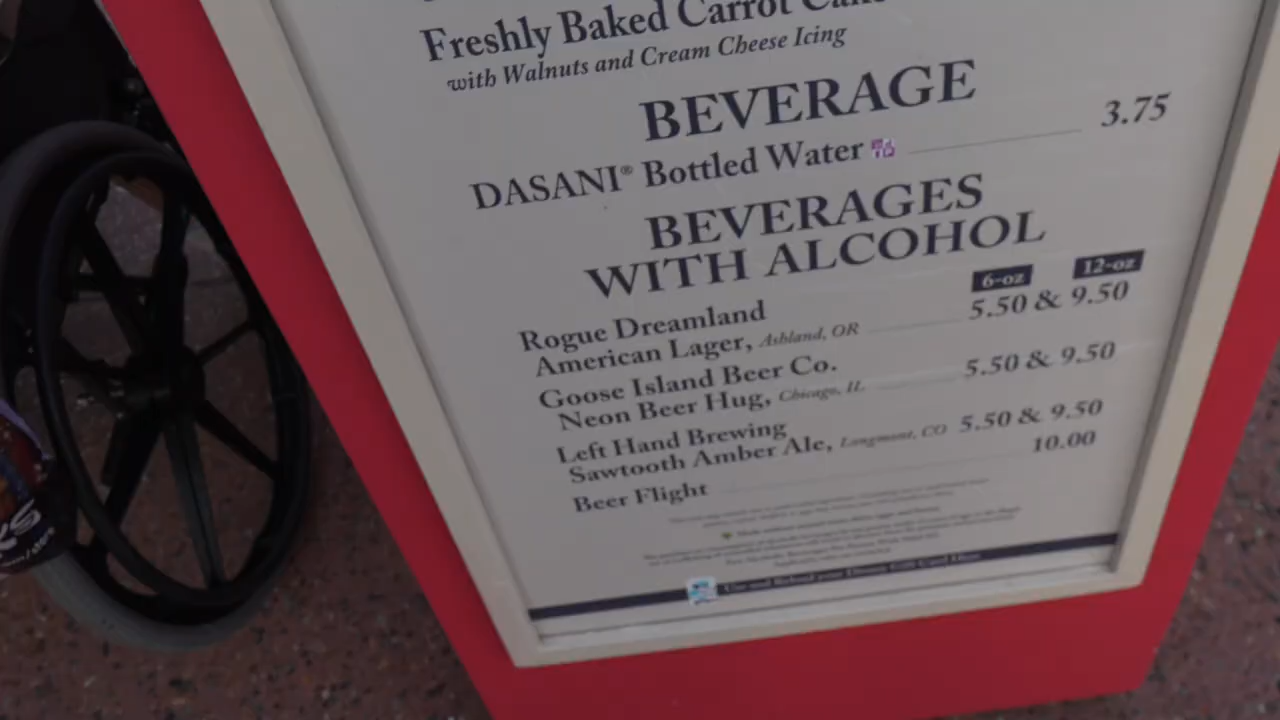 Freshly Baked Carrot Cake
with Walnuts and Cream Cheese Icing
BEVERAGE
DASANI® Bottled Water 3.75
BEVERAGES
WITH ALCOHOL
6-oz 12-oz
Rogue Dreamland
American Lager, Ashland, OR 5.50 & 9.50
Goose Island Beer Co.
Neon Beer Hug, Chicago, IL 5.50 & 9.50
Left Hand Brewing
Sawtooth Amber Ale, Longmont, CO 5.50 & 9.50
Beer Flight 10.00